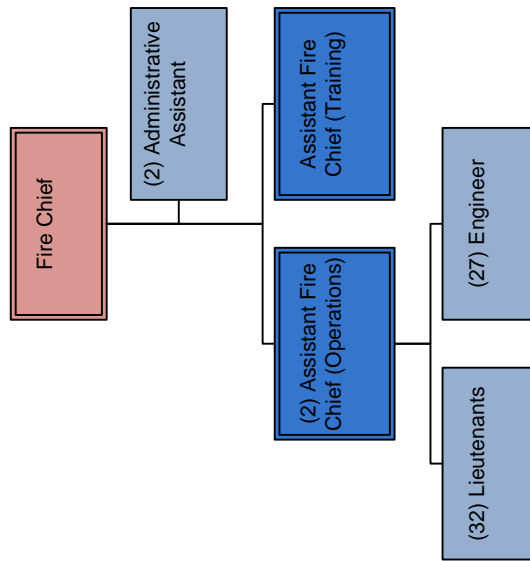 Fire Chief
(2) Administrative
Assistant
(2) Assistant Fire
Chief (Operations)
Assistant Fire
Chief (Training)
(32) Lieutenants
(27) Engineer